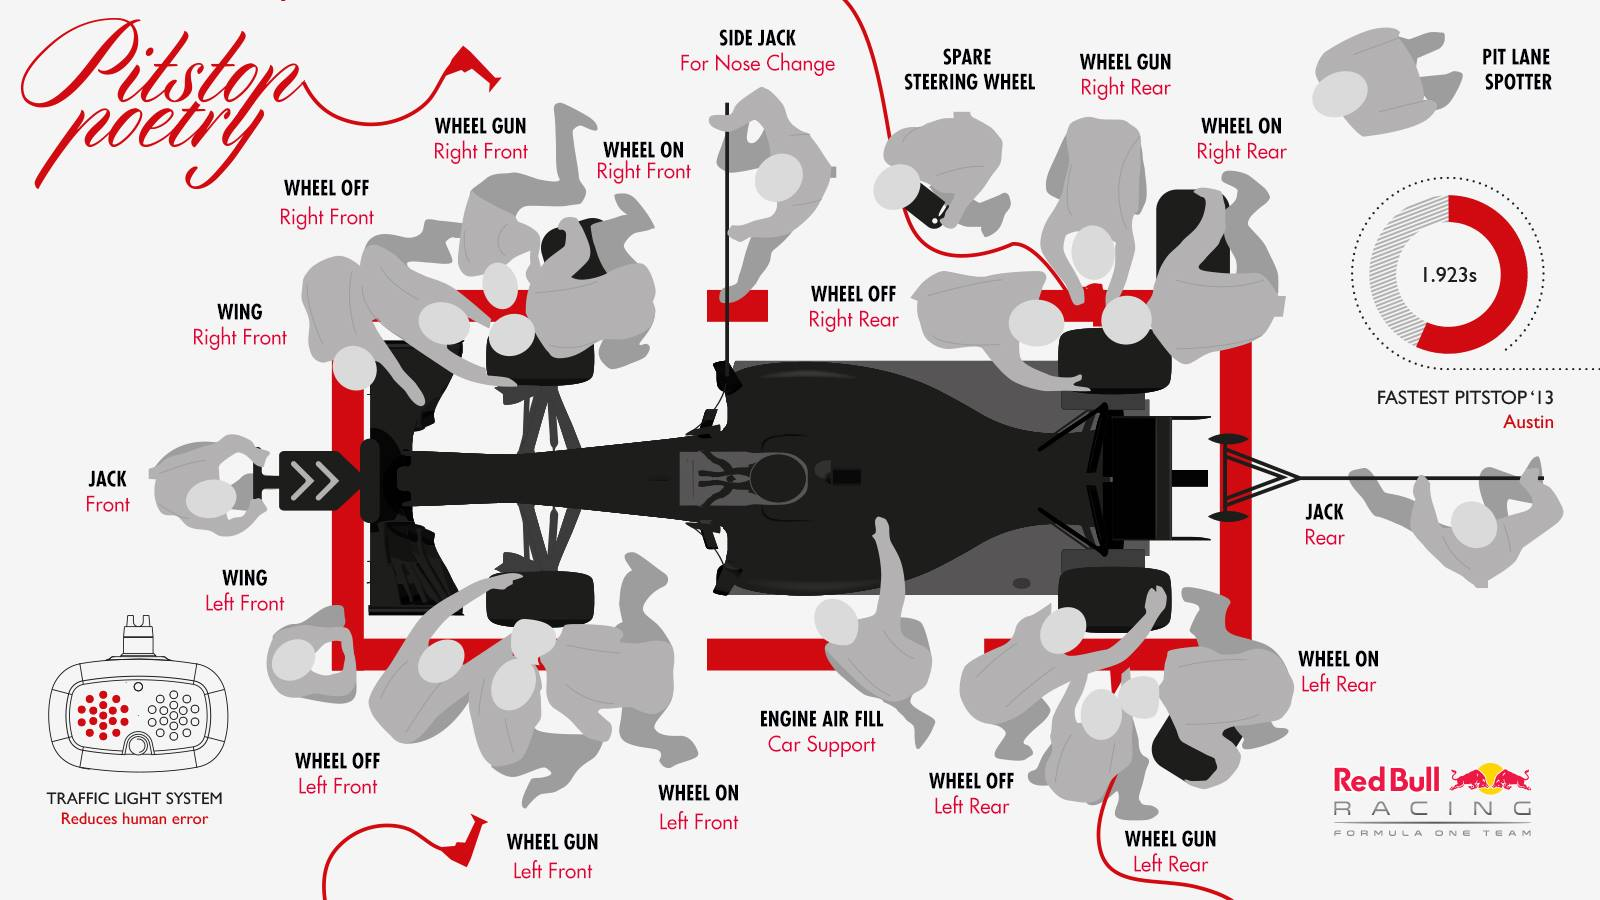 Pitstop
poetry
WHEEL GUN
Right Front
WHEEL OFF
Right Front
WHEEL ON
Right Front
SIDE JACK
For Nose Change
SPARE
STEERING WHEEL
WHEEL GUN
Right Rear
WHEEL ON
Right Rear
PIT LANE
SPOTTER
WING
Right Front
WHEEL OFF
Right Rear
1.923s
FASTEST PITSTOP '13
Austin
JACK
Front
JACK
Rear
WING
Left Front
TRAFFIC LIGHT SYSTEM
Reduces human error
WHEEL OFF
Left Front
WHEEL GUN
Left Front
WHEEL ON
Left Front
ENGINE AIR FILL
Car Support
WHEEL OFF
Left Rear
WHEEL GUN
Left Rear
WHEEL ON
Left Rear
Red Bull
RACING
FORMULA ONE TEAM